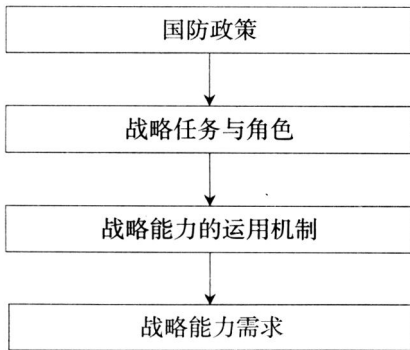 国防政策
战略任务与角色
战略能力的运用机制
战略能力需求